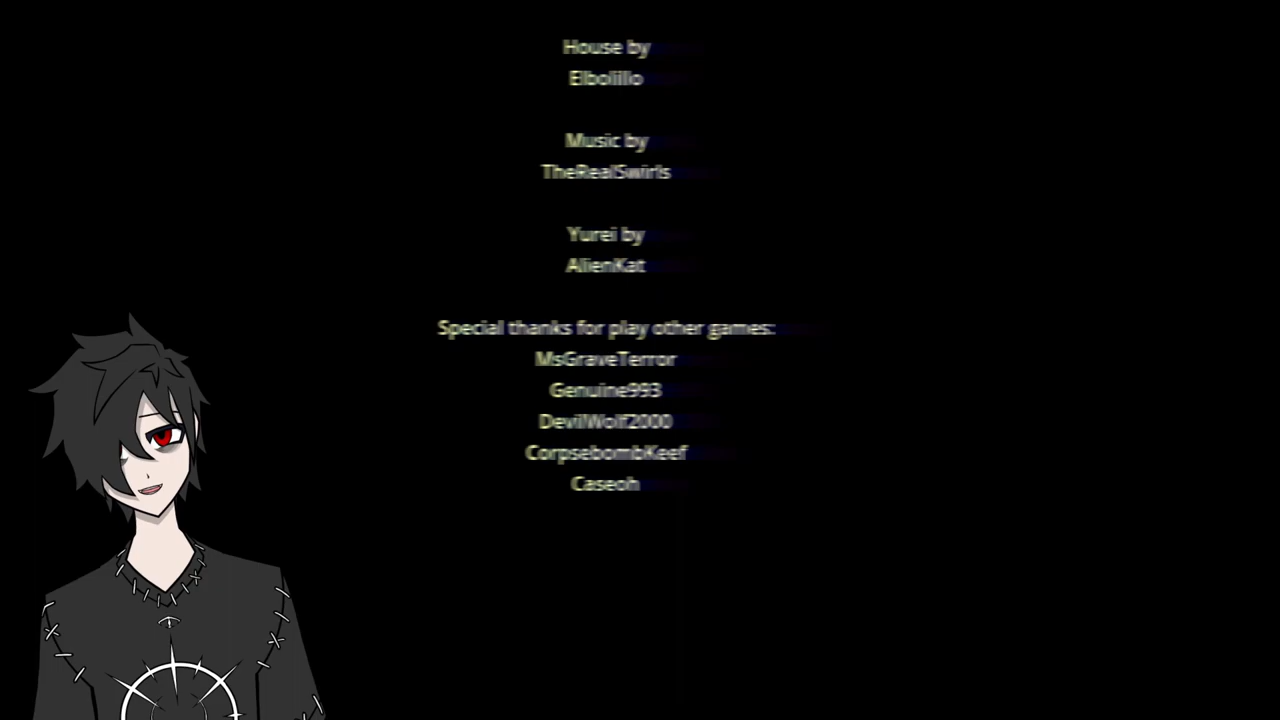 House by
Elbolillo
Music by
TheRealSwirls
Yurei by
AlienKat
Special thanks for play other games:
MsGraveTerror
Genuine993
DevilWolf2000
CorpsebombKeef
Caseoh